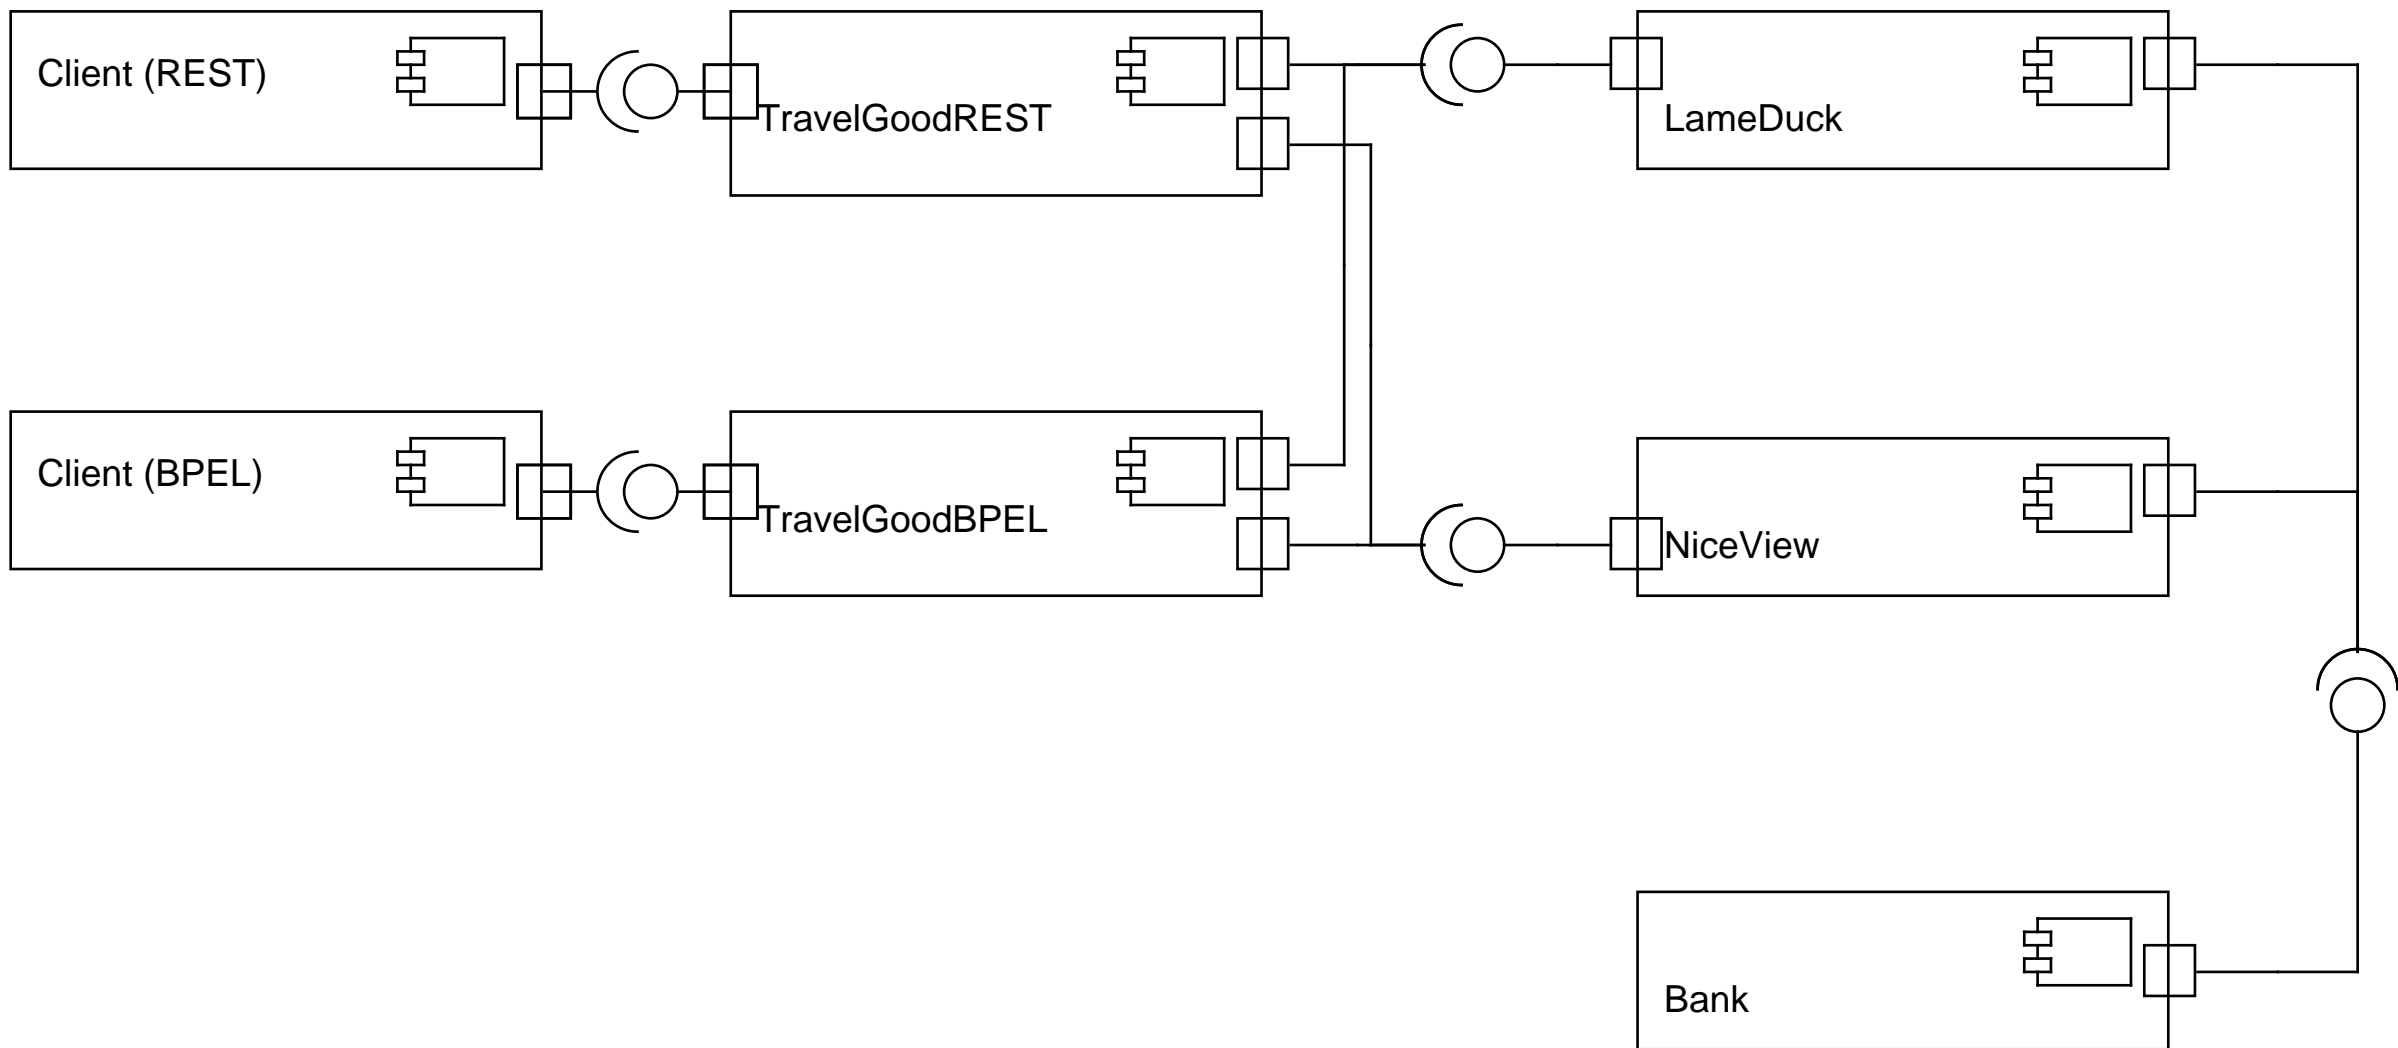 Client (REST)
TravelGoodREST
LameDuck
Client (BPEL)
TravelGoodBPEL
NiceView
Bank